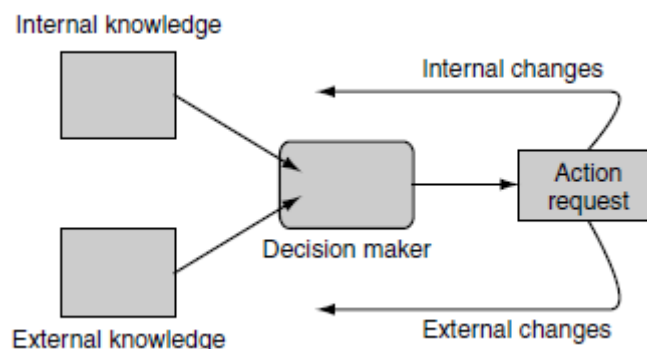 Internal knowledge
Internal changes
Action
request
Decision maker
External changes
External knowledge